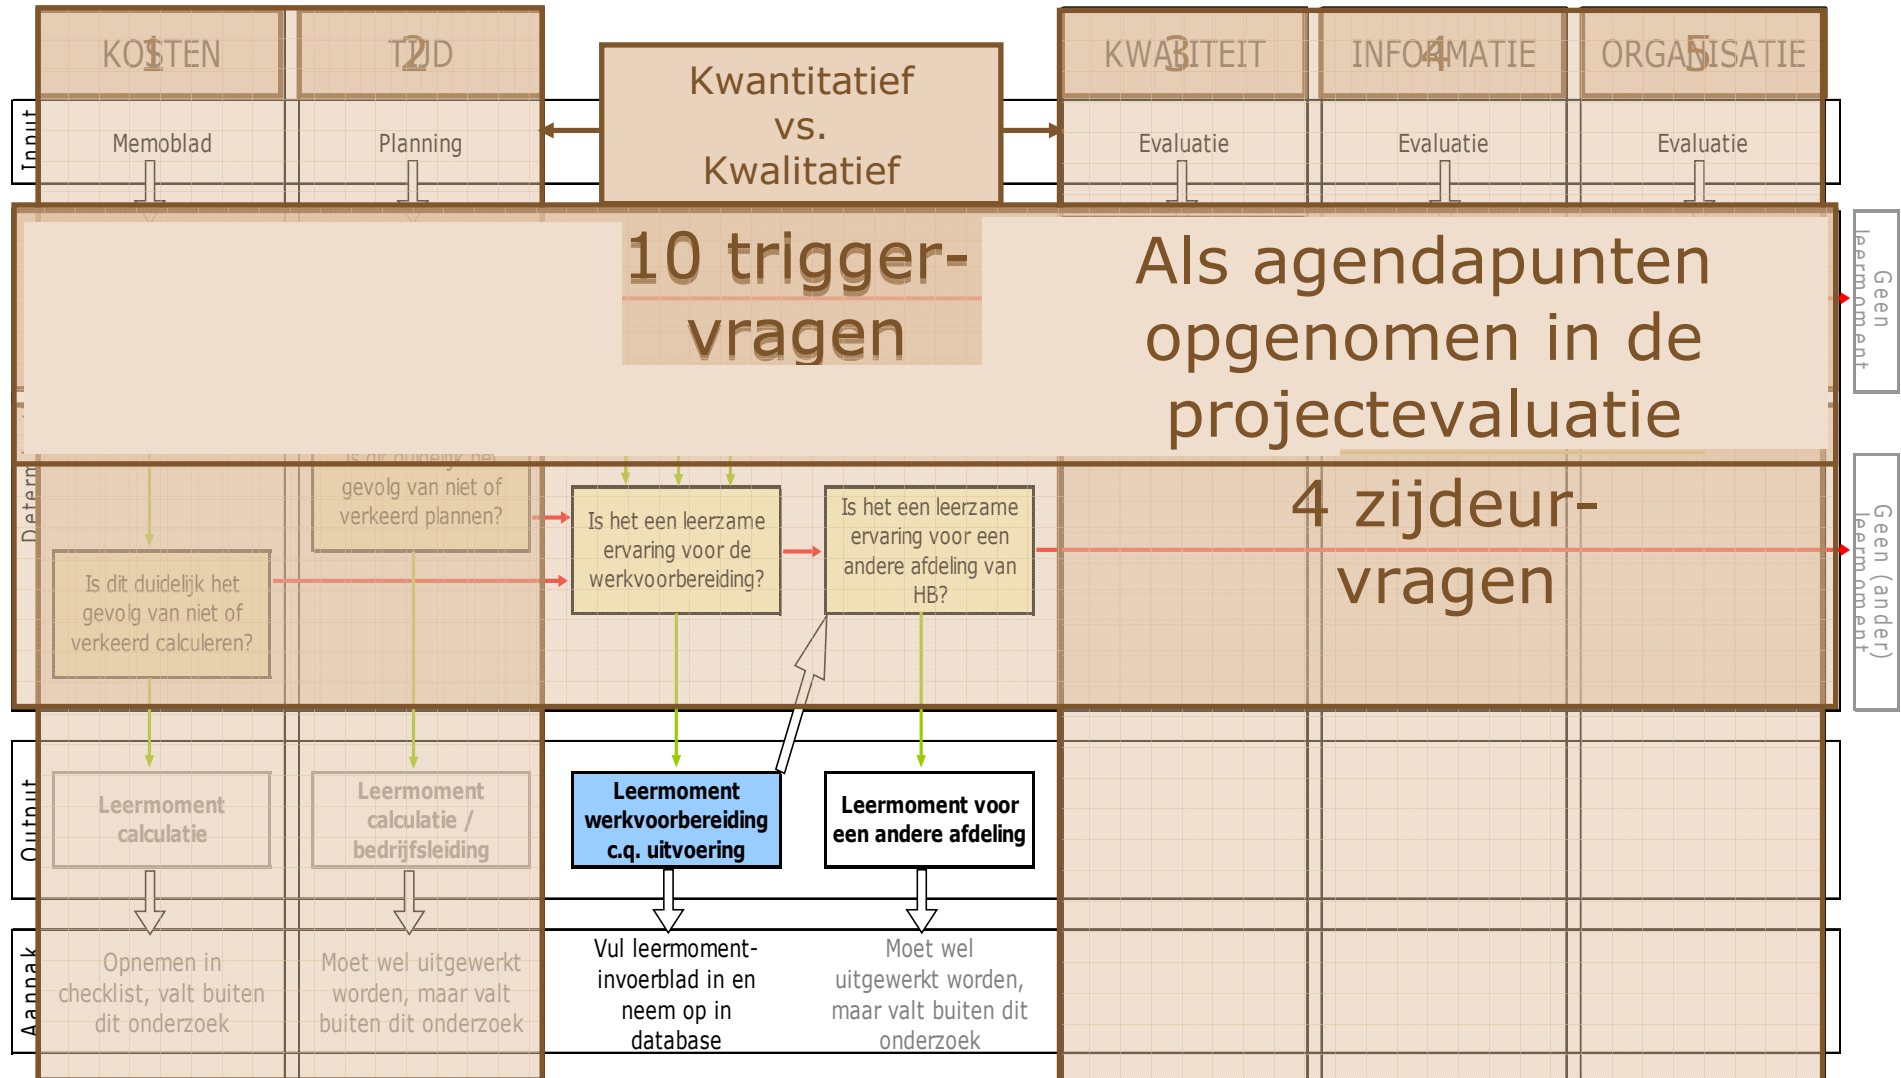 KOSTEN
1
TIJD
2
KWALITEIT
3
INFORMATIE
4
ORGANISATIE
5
Kwantitatief
vs.
Kwalitatief
Input
Memoblad
Planning
Evaluatie
Evaluatie
Evaluatie
10 trigger-
vragen
Als agendapunten
opgenomen in de
projectevaluatie
Geen
leermoment
Determ
Is dit duidelijk het
gevolg van niet of
verkeerd plannen?
Is het een leerzame
ervaring voor de
werkvoorbereiding?
Is het een leerzame
ervaring voor een
andere afdeling van
HB?
4 zijdeur-
vragen
Geen (ander)
leermoment
Is dit duidelijk het
gevolg van niet of
verkeerd calculeren?
Output
Leermoment
calculatie
Leermoment
calculatie /
bedrijfsleiding
Leermoment
werkvoorbereiding
c.q. uitvoering
Leermoment voor
een andere afdeling
Aanpak
Opnemen in
checklist, valt buiten
dit onderzoek
Moet wel uitgewerkt
worden, maar valt
buiten dit onderzoek
Vul leermoment-
invoerblad in en
neem op in
database
Moet wel
uitgewerkt worden,
maar valt buiten dit
onderzoek